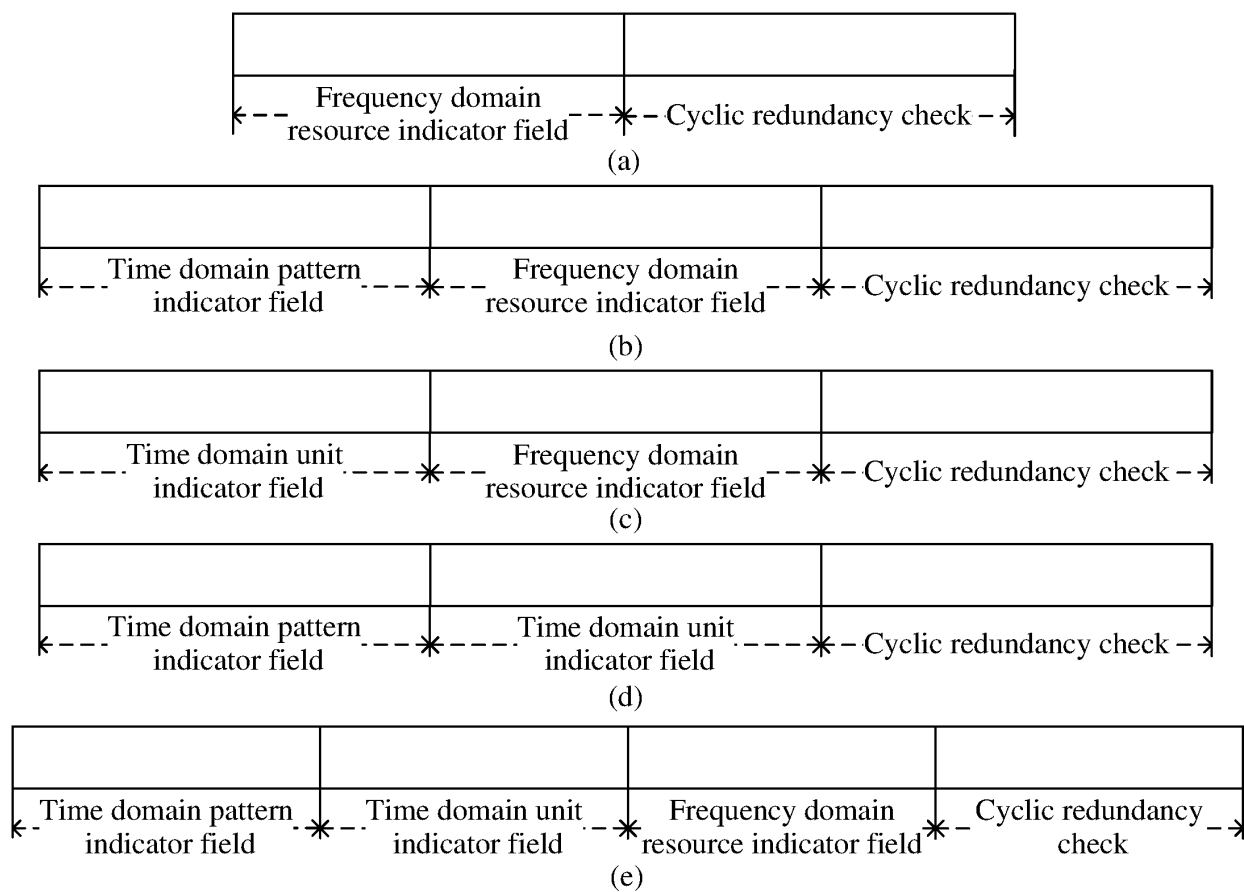 Frequency domain
resource indicator field
Cyclic redundancy check
(a)
Time domain pattern
indicator field
Frequency domain
resource indicator field
Cyclic redundancy check
(b)
Time domain unit
indicator field
Frequency domain
resource indicator field
Cyclic redundancy check
(c)
Time domain pattern
indicator field
Time domain unit
indicator field
Cyclic redundancy check
(d)
Time domain pattern
indicator field
Time domain unit
indicator field
Frequency domain
resource indicator field
Cyclic redundancy
check
(e)